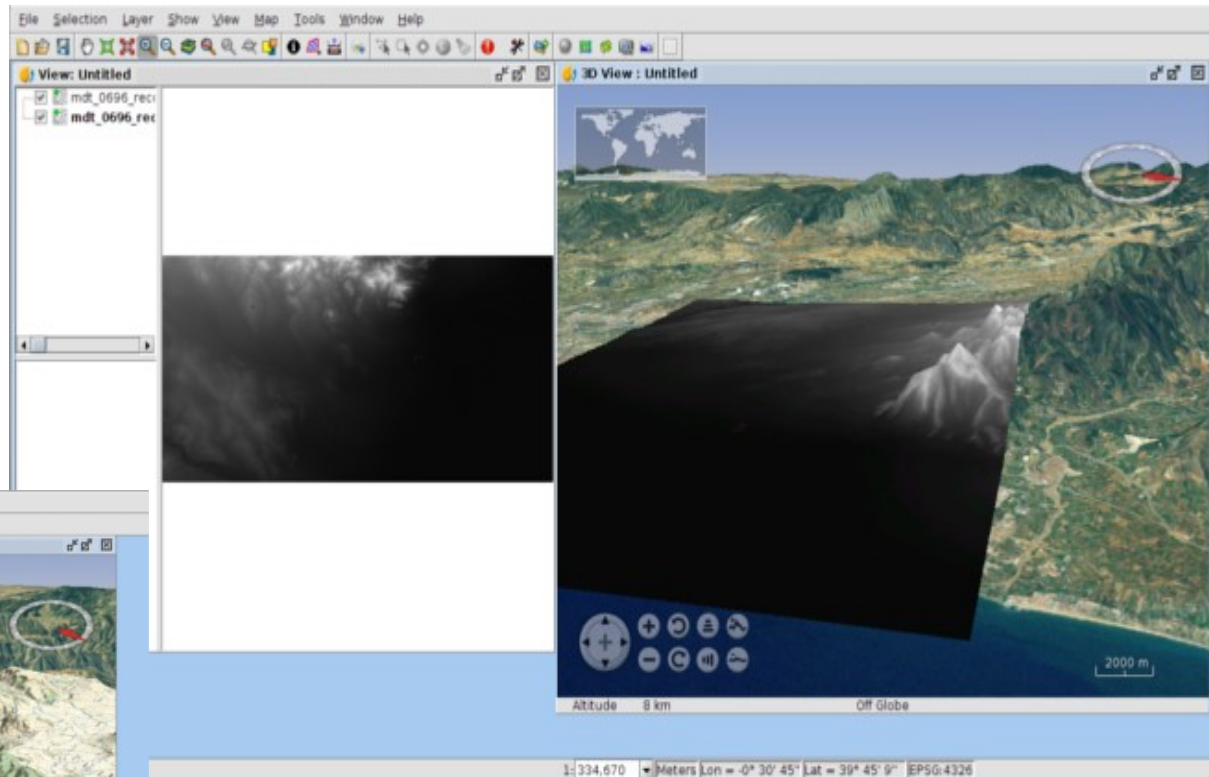 File Selection Layer Show View Map Tools Window Help
View: Untitled
3D View : Untitled
mdt_0696_reco
mdt_0696_rec
2000 m
Altitude 8 km Off Globe
1: 334,670 Meters Lon = -0° 30' 45" Lat = 39° 45' 9" EPSG:4326